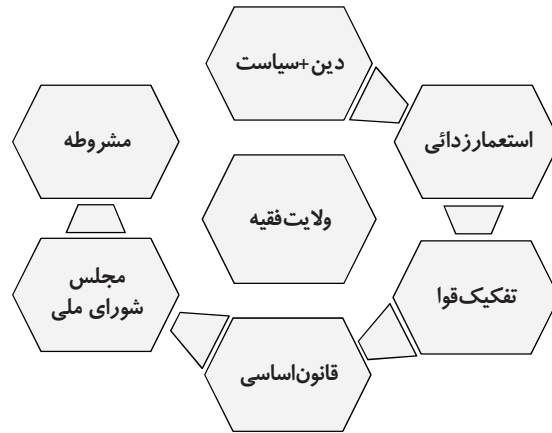 دین+سیاست
استعمارزدائی
مشروطه
ولایت‌فقیه
تفکیک‌قوا
مجلس
شورای ملی
قانون‌اساسی